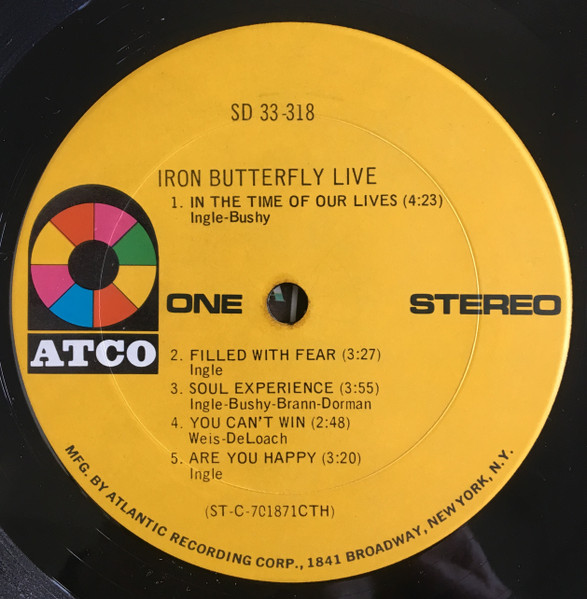 SD 33-318
IRON BUTTERFLY LIVE
1. IN THE TIME OF OUR LIVES (4:23)
Ingle-Bushy
ONE
STEREO
ATCO
2. FILLED WITH FEAR (3:27)
Ingle
3. SOUL EXPERIENCE (3:55)
Ingle-Bushy-Brann-Dorman
4. YOU CAN'T WIN (2:48)
Weis-DeLoach
5. ARE YOU HAPPY (3:20)
Ingle
(ST-C-701871CTH)
MFG. BY ATLANTIC RECORDING CORP., 1841 BROADWAY, NEW YORK, N.Y.